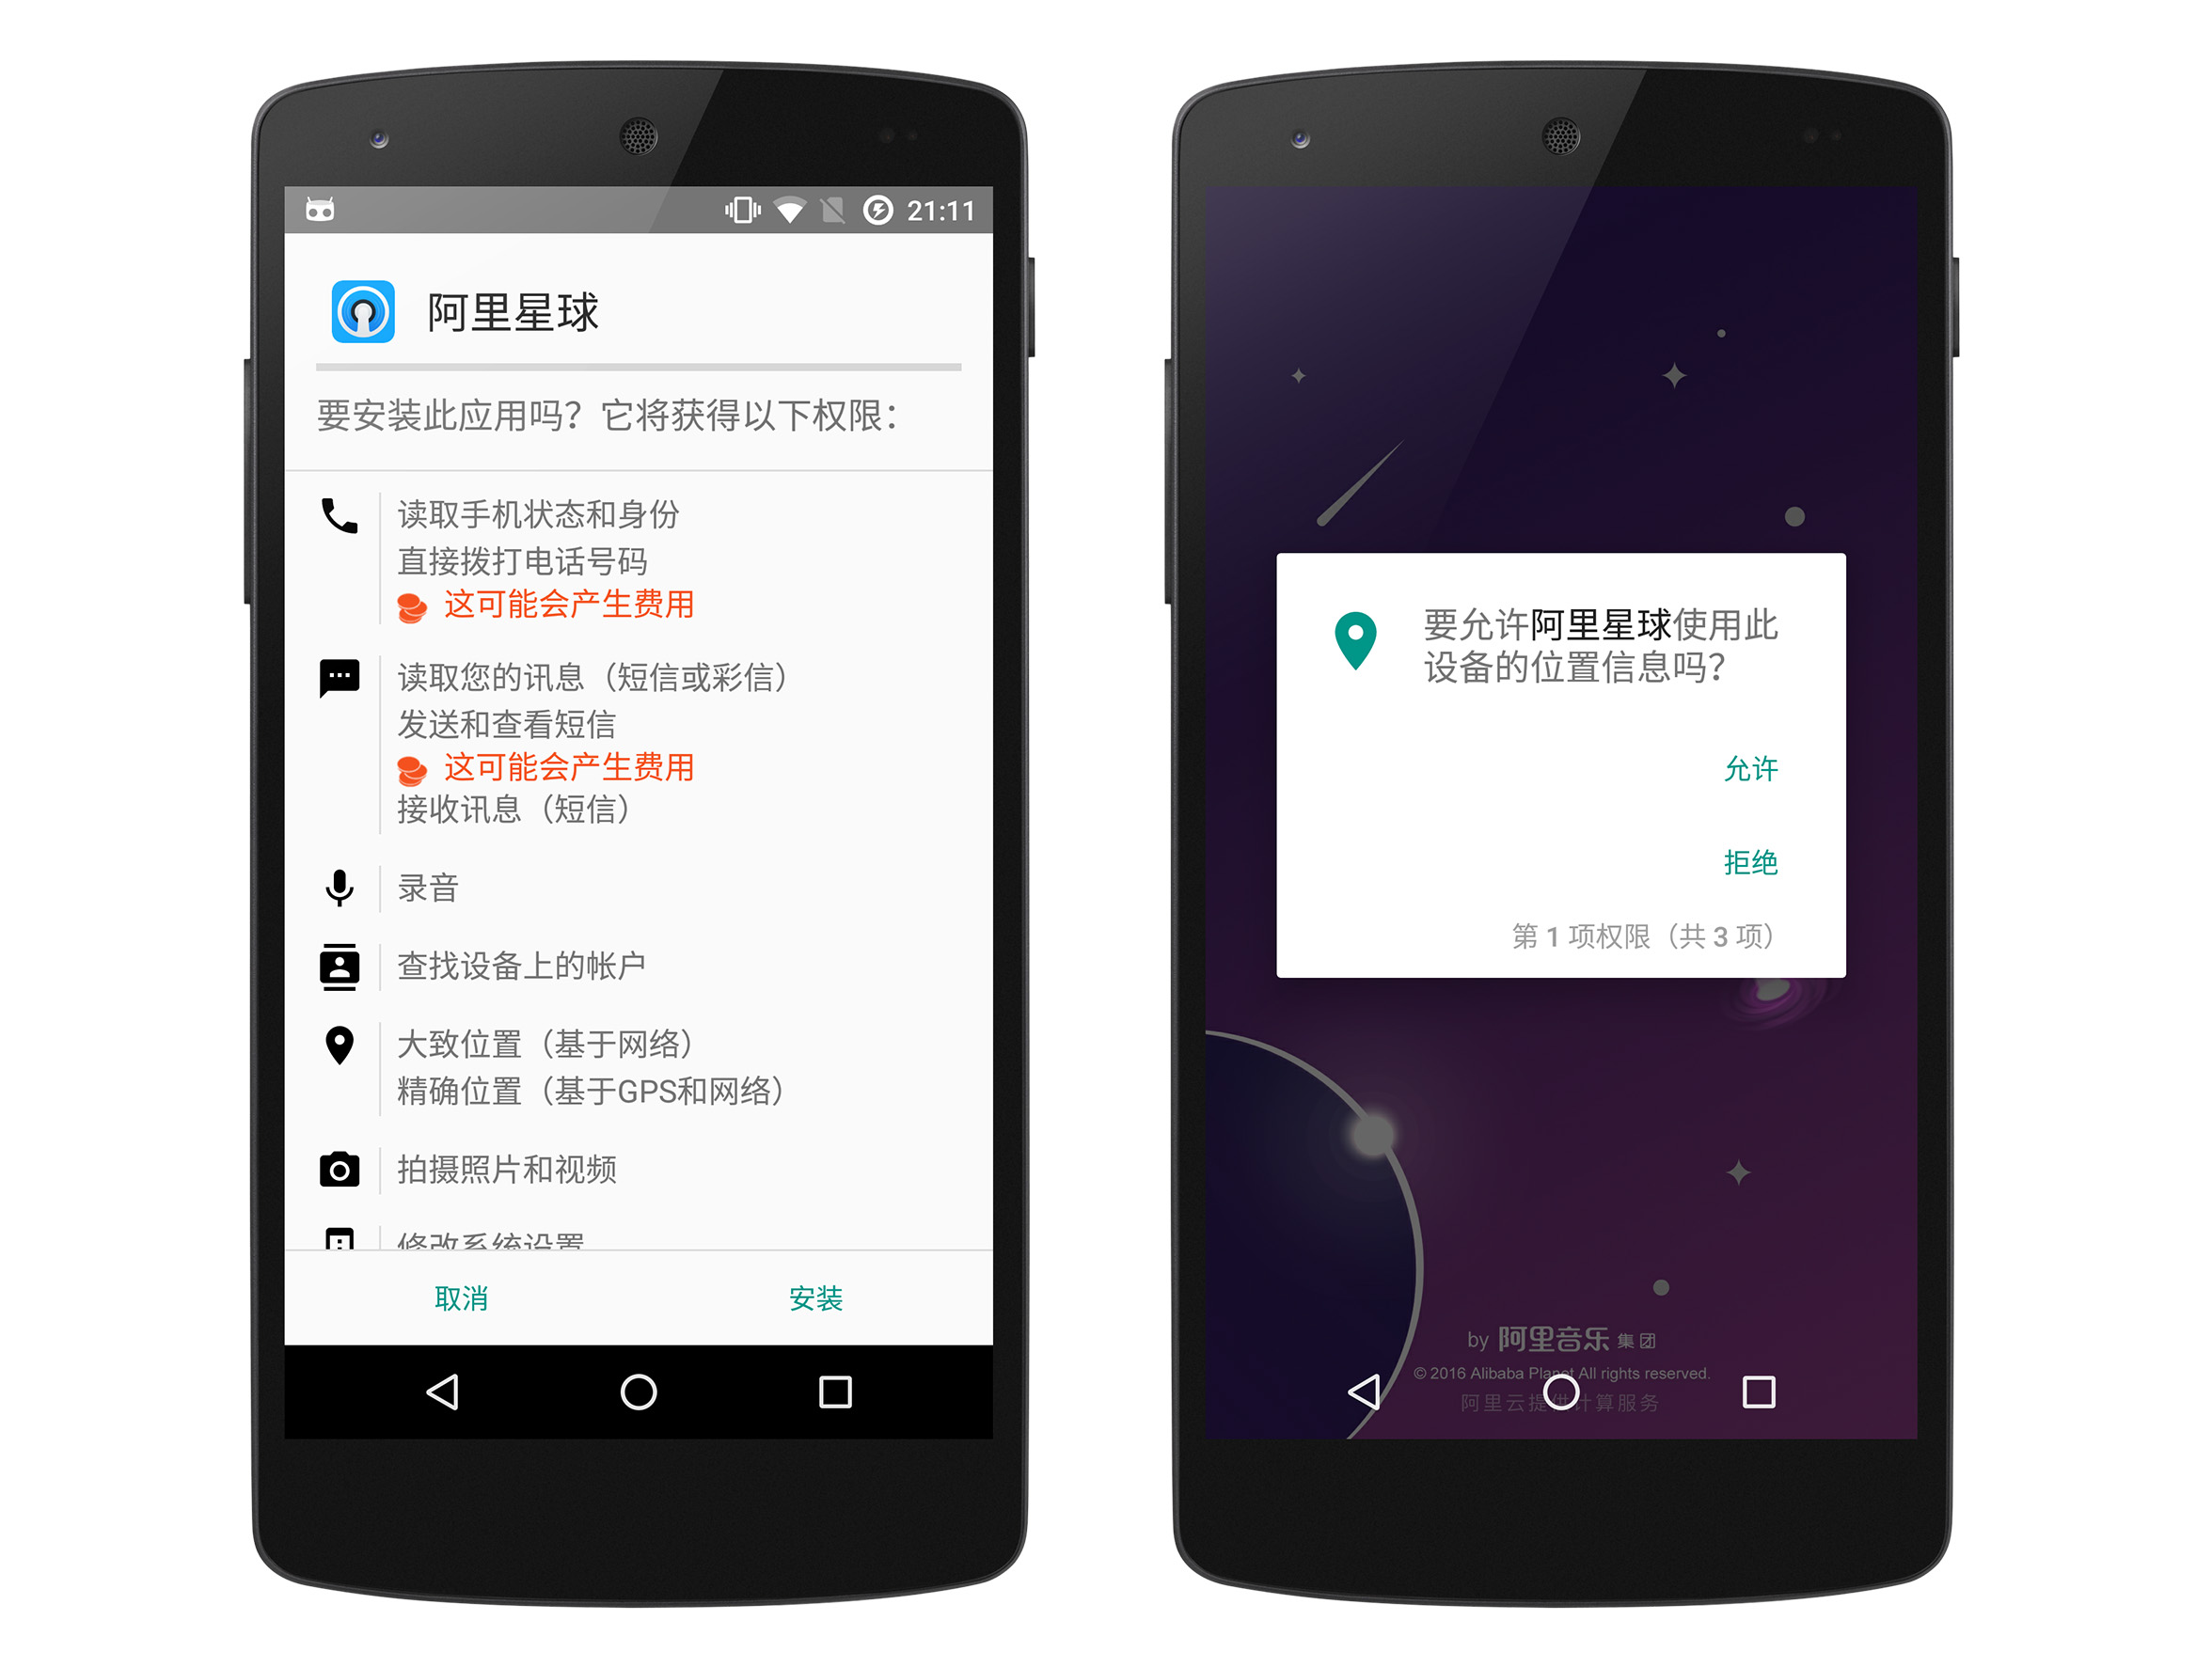 21:11
阿里星球
要安装此应用吗？它将获得以下权限：
读取手机状态和身份
直接拨打电话号码
这可能会产生费用
读取您的讯息（短信或彩信）
发送和查看短信
这可能会产生费用
接收讯息（短信）
录音
查找设备上的帐户
大致位置（基于网络）
精确位置（基于GPS和网络）
拍摄照片和视频
修改系统设置
取消 安装
要允许阿里星球使用此
设备的位置信息吗？
允许
拒绝
第 1 项权限（共 3 项）
by 阿里音乐 集团
© 2016 Alibaba Planet All rights reserved.
阿里云提供计算服务